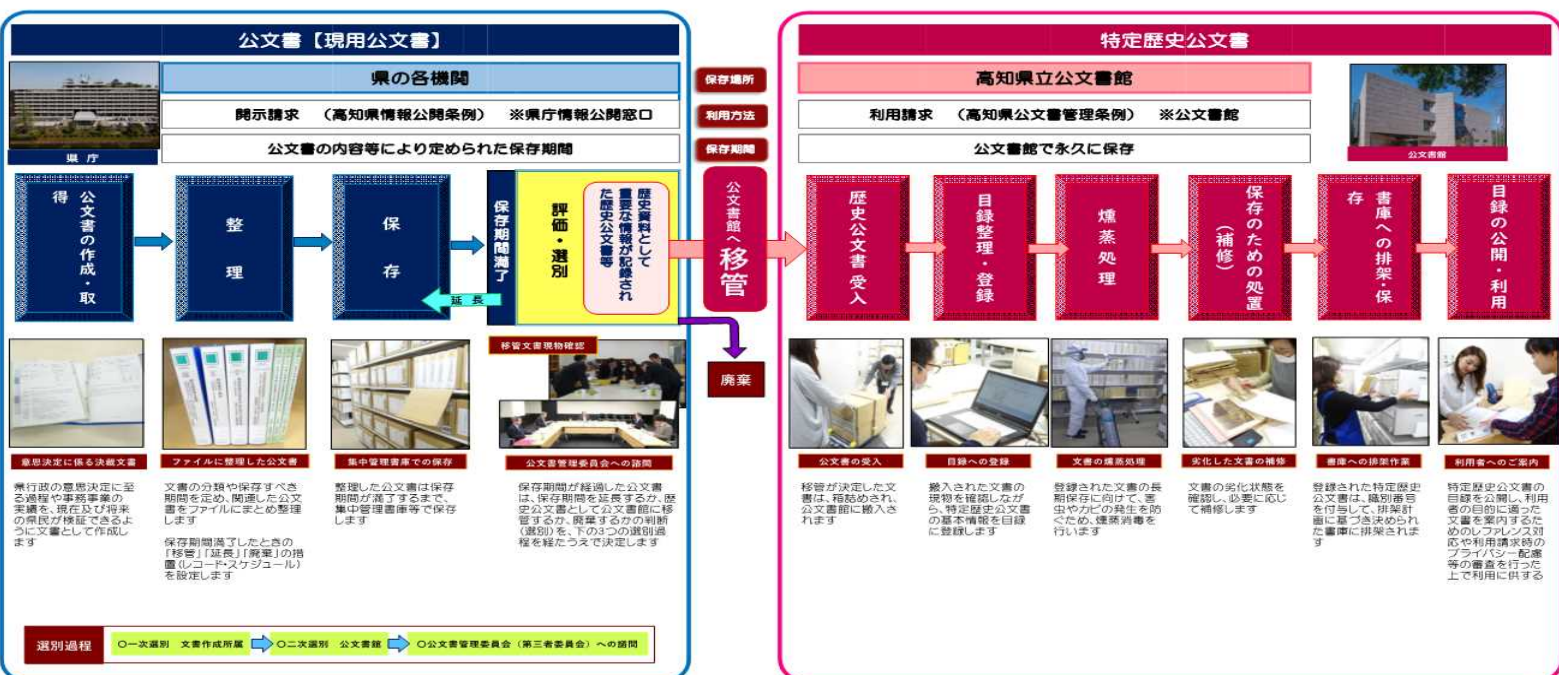 公文書【現用公文書】
県の各機関
開示請求　（高知県情報公開条例）　※県庁情報公開窓口
公文書の内容等により定められた保存期間
県庁
保存場所
利用方法
保存期間
特定歴史公文書
高知県立公文書館
利用請求　（高知県公文書管理条例）　※公文書館
公文書館で永久に保存
公文書館
公文書の作成・取
得
整理
保存
保存期間満了
評価・選別
歴史資料として
重要な情報が記録され
た歴史公文書等
延長
公文書館へ
移管
廃棄
歴史公文書 受入
目録整理・登録
燻蒸処理
保存のための処置
（補修）
書庫への排架・保
存
目録の公開・利用
意思決定に係る決裁文書
県行政の意思決定に至
る過程や事務事業の
実績を、現在及び将来
の県民が検証できるよ
うに文書として作成し
ます
ファイルに整理した公文書
文書の分類や保存すべき
期間を定め、関連した公文
書をファイルにまとめ整理
します
保存期間満了したときの
「移管」「延長」「廃棄」の措
置（レコード・スケジュール）
を設定します
集中管理書庫での保存
整理した公文書は保存
期間が満了するまで、
集中管理書庫等で保存
します
移管文書現物確認
公文書管理委員会への諮問
保存期間が経過した公文書
は、保存期間を延長するか、歴
史公文書として公文書館に移
管するか、廃棄するかの判断
（選別）を、下の3つの選別過
程を経たうえで決定します
公文書の受入
移管が決定した文
書は、箱詰めされ、
公文書館に搬入さ
れます
目録への登録
搬入された文書の
現物を確認しなが
ら、特定歴史公文書
の基本情報を目録
に登録します
文書の燻蒸処理
登録された文書の長
期保存に向けて、害
虫やカビの発生を防
ぐため、燻蒸消毒を
行います
劣化した文書の補修
文書の劣化状態を
確認し、必要に応じ
て補修します
書庫への排架作業
登録された特定歴史
公文書は、識別番号
を付与して、排架計
画に基づき決められ
た書庫に排架されま
す
利用者へのご案内
特定歴史公文書の
目録を公開し、利用
者の目的に適った
文書を案内するた
めのレファレンス対
応や利用請求時の
プライバシー配慮
等の審査を行った
上で利用に供する
選別過程
○一次選別　文書作成所属
○二次選別　公文書館
○公文書管理委員会（第三者委員会）への諮問